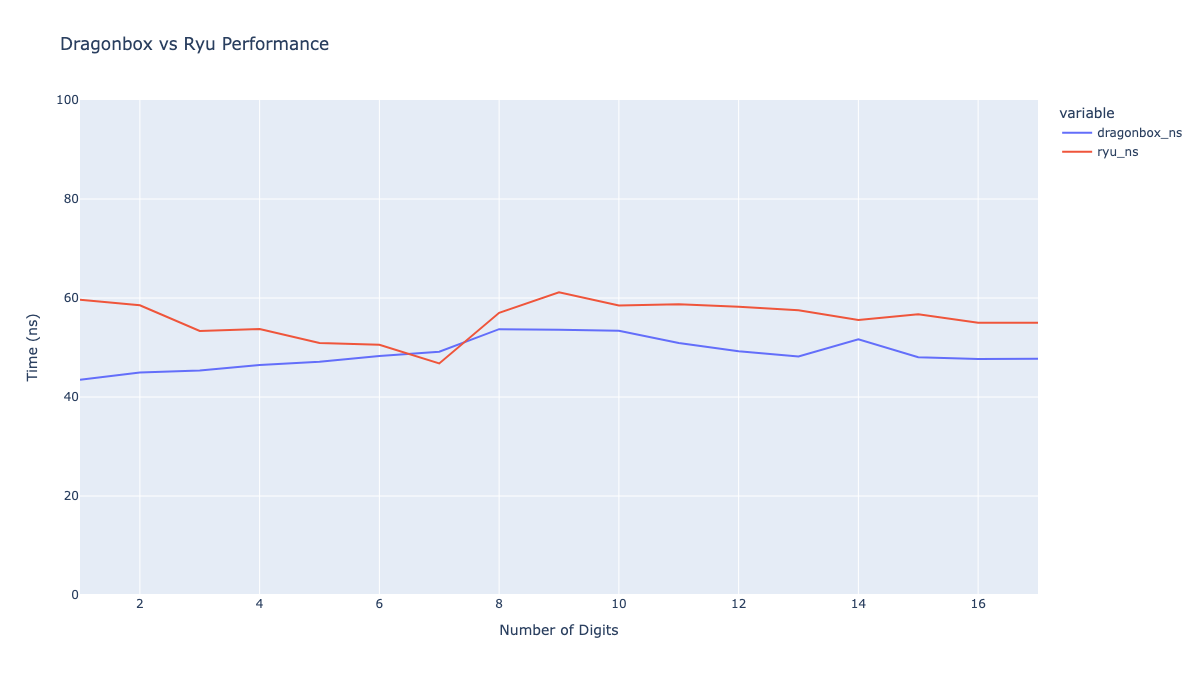 Dragonbox vs Ryu Performance
variable
dragonbox_ns
ryu_ns
Time (ns)
100
80
60
40
20
0
2 4 6 8 10 12 14 16
Number of Digits